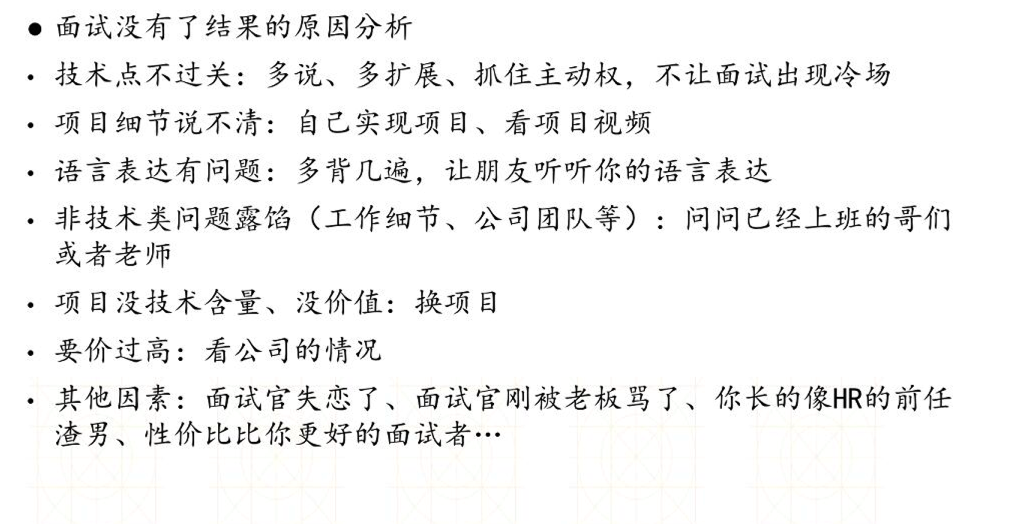 ● 面试没有了结果的原因分析
• 技术点不过关：多说、多扩展、抓住主动权，不让面试出现冷场
• 项目细节说不清：自己实现项目、看项目视频
• 语言表达有问题：多背几遍，让朋友听听你的语言表达
• 非技术类问题露馅（工作细节、公司团队等）：问问已经上班的哥们
或者老师
• 项目没技术含量、没价值：换项目
• 要价过高：看公司的情况
• 其他因素：面试官失恋了、面试官刚被老板骂了、你长的像HR的前任
渣男、性价比比你更好的面试者…